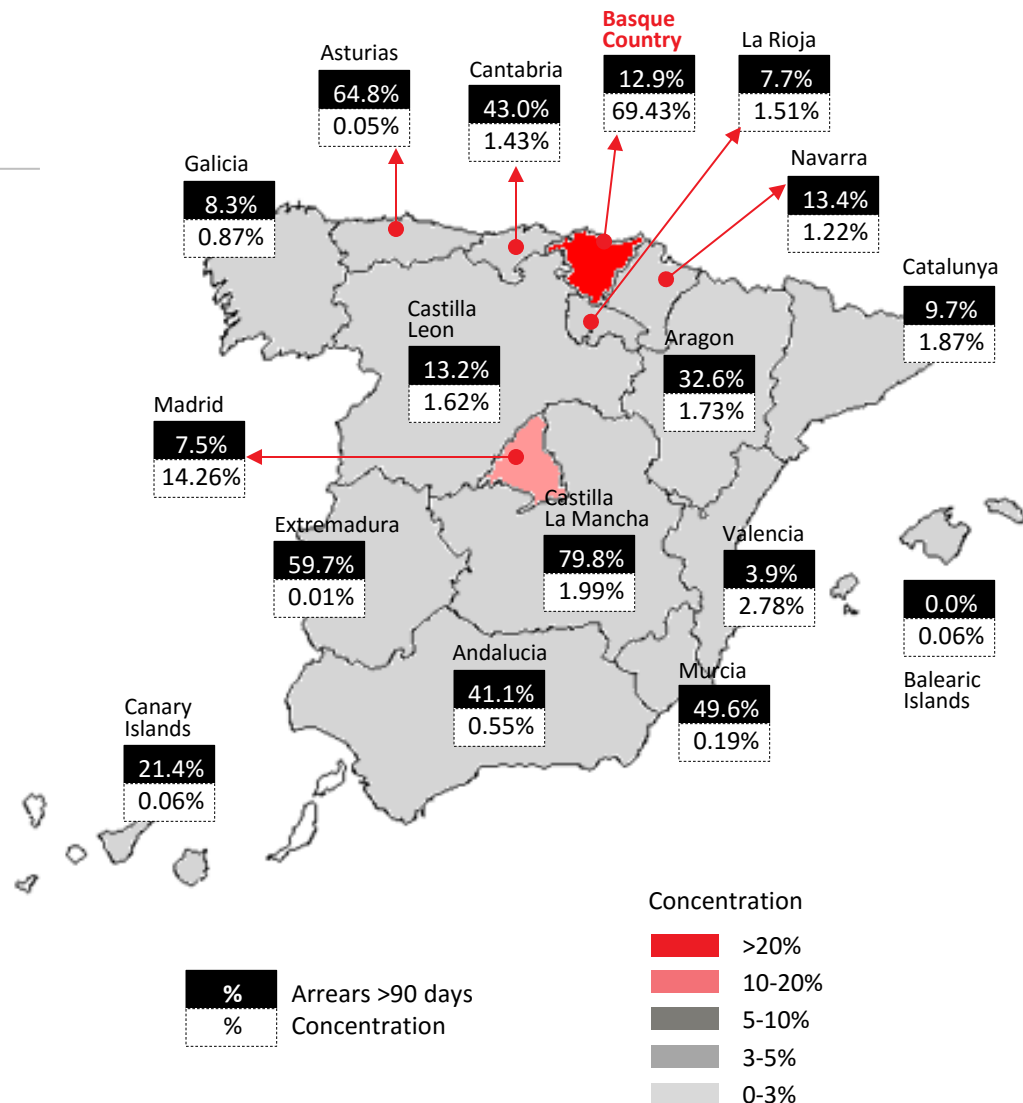 Basque
Country
12.9%
69.43%
La Rioja
7.7%
1.51%
Asturias
64.8%
0.05%
Cantabria
43.0%
1.43%
Navarra
13.4%
1.22%
Galicia
8.3%
0.87%
Catalunya
9.7%
1.87%
Castilla
Leon
13.2%
1.62%
Aragon
32.6%
1.73%
Madrid
7.5%
14.26%
Castilla
La Mancha
79.8%
1.99%
Extremadura
59.7%
0.01%
Valencia
3.9%
2.78%
0.0%
0.06%
Balearic
Islands
Andalucia
41.1%
0.55%
Murcia
49.6%
0.19%
Canary
Islands
21.4%
0.06%
Concentration
>20%
10-20%
5-10%
3-5%
0-3%
% Arrears >90 days
% Concentration